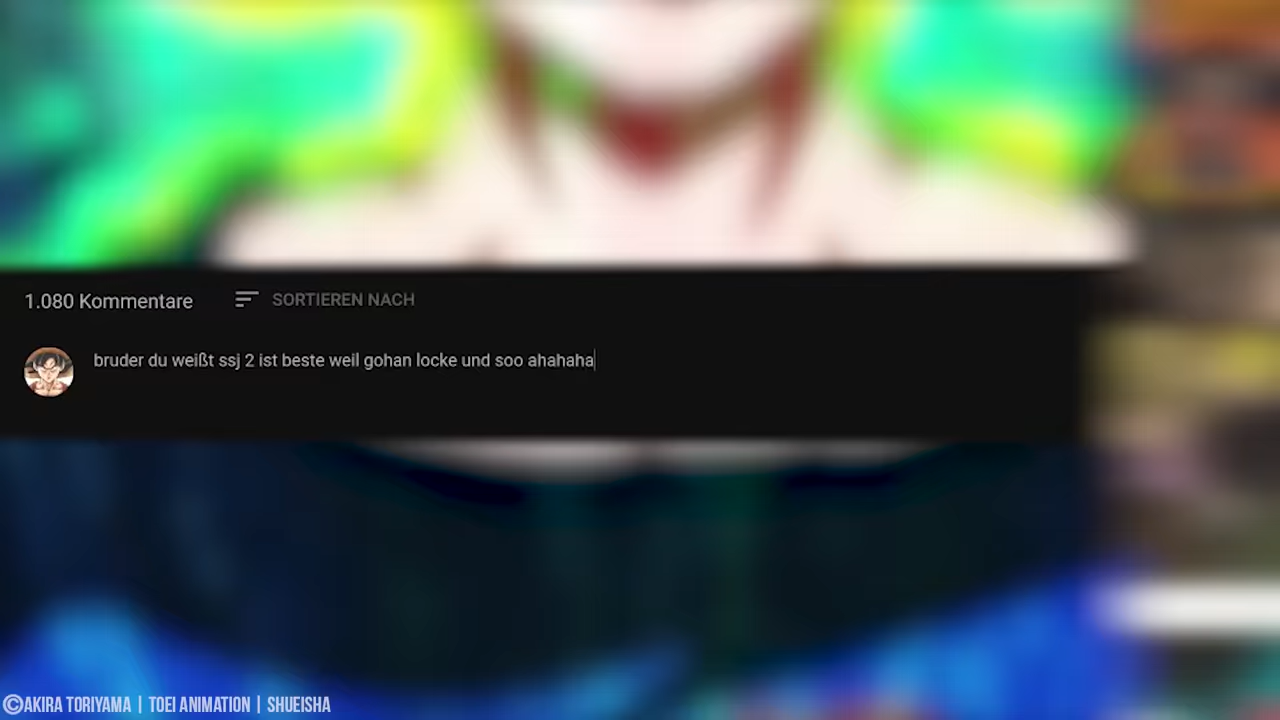 1.080 Kommentare
SORTIEREN NACH
bruder du weißt ssj 2 ist beste weil gohan locke und soo ahahaha
©AKIRA TORIYAMA | TOEI ANIMATION | SHUEISHA